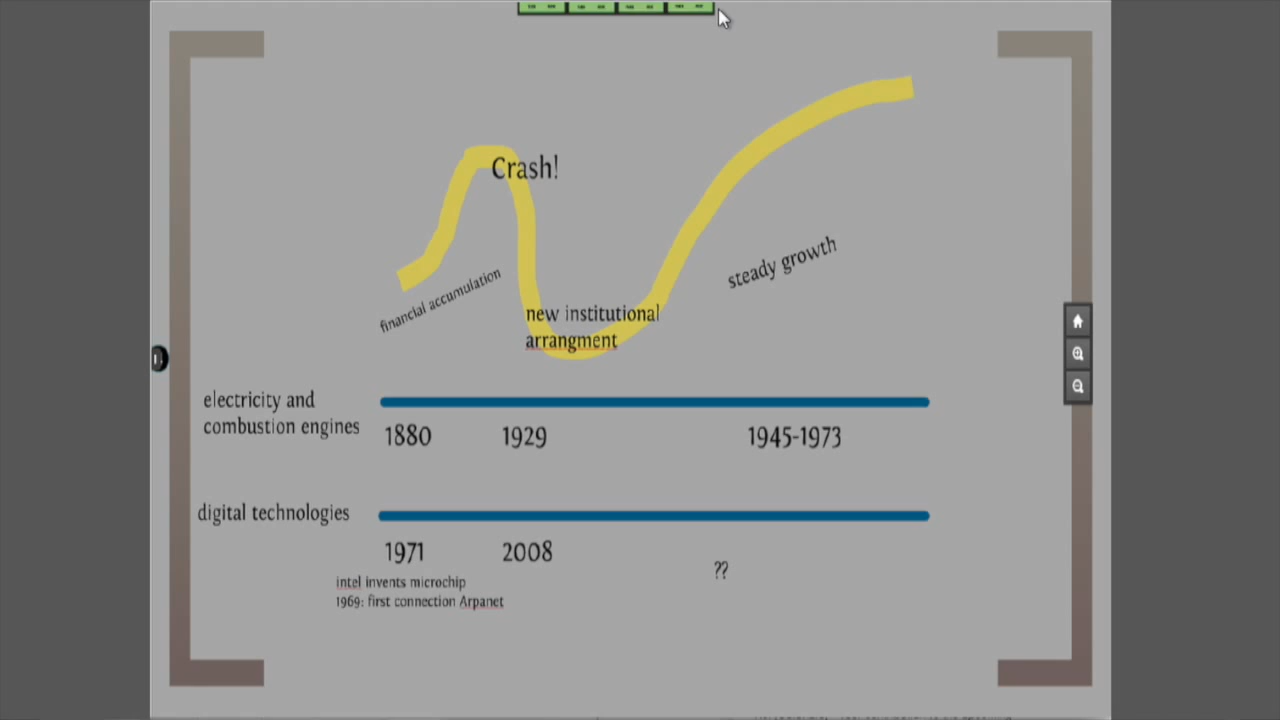 Crash!
financial accumulation
steady growth
new institutional
arrangment
electricity and
combustion engines
1880
1929
1945-1973
digital technologies
1971
2008
??
intel invents microchip
1969: first connection Arpanet